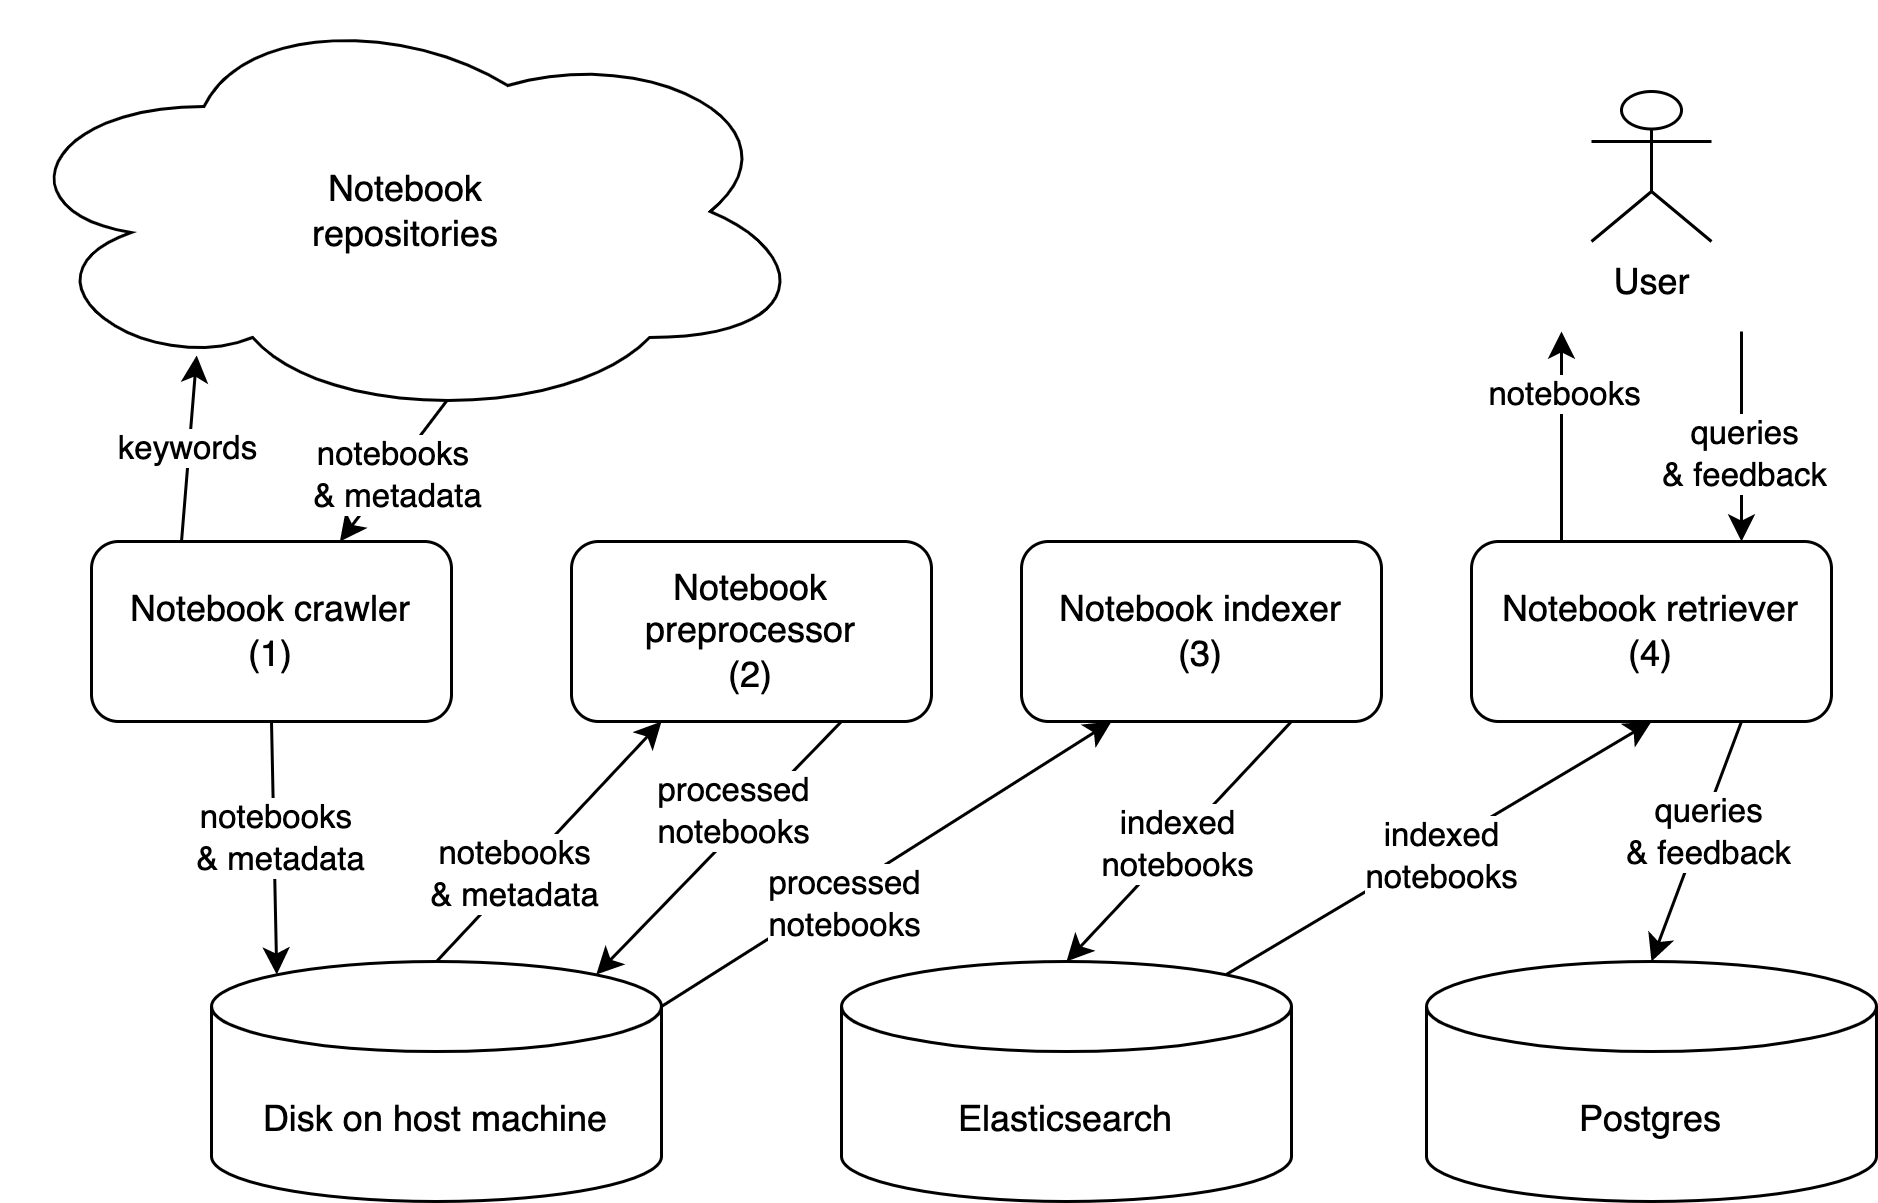 Notebook
repositories
User
keywords
notebooks
& metadata
notebooks
queries
& feedback
Notebook crawler
(1)
Notebook
preprocessor
(2)
Notebook indexer
(3)
Notebook retriever
(4)
notebooks
& metadata
notebooks
& metadata
processed
notebooks
processed
notebooks
indexed
notebooks
indexed
notebooks
queries
& feedback
Disk on host machine
Elasticsearch
Postgres